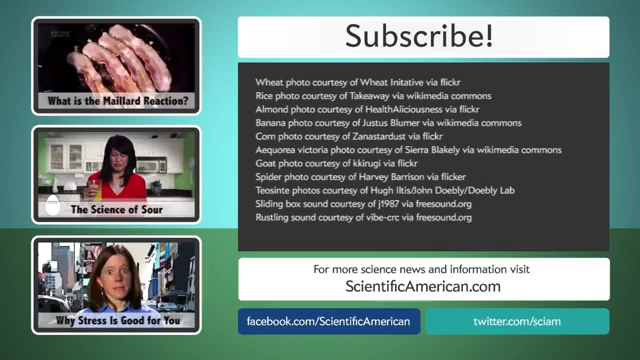 Subscribe!
What is the Maillard Reaction?
The Science of Sour
Why Stress Is Good for You
Wheat photo courtesy of Wheat Initative via flickr
Rice photo courtesy of Takeaway via wikimedia commons
Almond photo courtesy of HealthAliciousness via flickr
Banana photo courtesy of Justus Blumer via wikimedia commons
Corn photo courtesy of Zanastardust via flickr
Aequorea victoria photo courtesy of Sierra Blakely via wikimedia commons
Goat photo courtesy of kkirugi via flickr
Spider photo courtesy of Harvey Barrison via flicker
Teosinte photos courtesy of Hugh Iltis/John Doebly/Doebly Lab
Sliding box sound courtesy of j1987 via freesound.org
Rustling sound courtesy of vibe-crc via freesound.org
For more science news and information visit
ScientificAmerican.com
facebook.com/ScientificAmerican
twitter.com/sciam